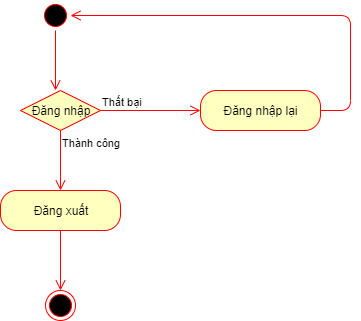 Thất bại
Đăng nhập
Đăng nhập lại
Thành công
Đăng xuất